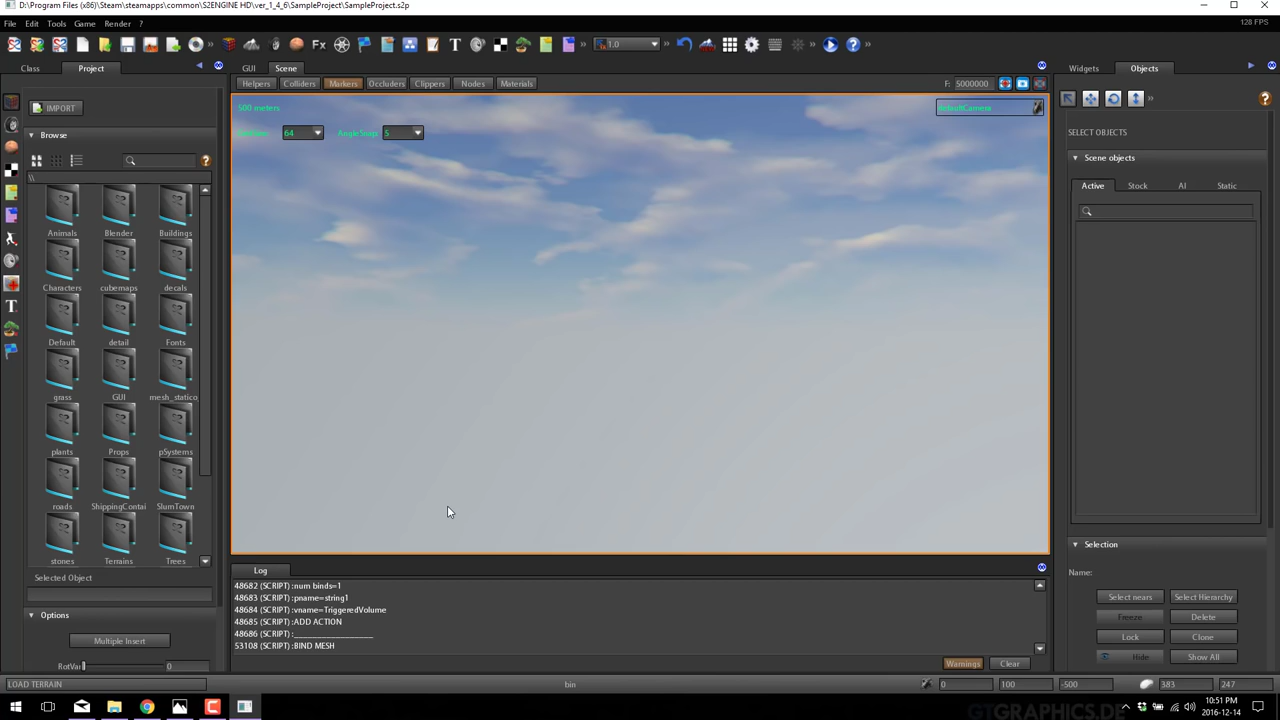 D:\Program Files (x86)\Steam\steamapps\common\S2ENGINE HD\ver_1_4_6\SampleProject\SampleProject.s2p
File Edit Tools Game Render ?
128 FPS
Fx T 1.0
Class Project GUI Scene Widgets Objects
Helpers Colliders Markers Occluders Clippers Nodes Materials F: 5000000
IMPORT
500 meters
defaultCamera
64 AngleSnap: 5
Browse
\\
Animals Blender Buildings
Characters cubemaps decals
Default detail Fonts
grass GUI mesh_statico
plants Props pSystems
roads ShippingContai SlumTown
stones Terrains Trees
Selected Object
Options
Multiple Insert
RotVar 0
LOAD TERRAIN
SELECT OBJECTS
Scene objects
Active Stock AI Static
Selection
Name:
Select nears Select Hierarchy
Freeze Delete
Lock Clone
Hide Show All
Log
48682 (SCRIPT) :num binds=1
48683 (SCRIPT) :pname=string1
48684 (SCRIPT) :vname=TriggeredVolume
48685 (SCRIPT) :ADD ACTION
48686 (SCRIPT) :___________________
53108 (SCRIPT) :BIND MESH
Warnings Clear
bin
0 100 -500 383 247
10:51 PM
2016-12-14
GTGRAPHICS.DE